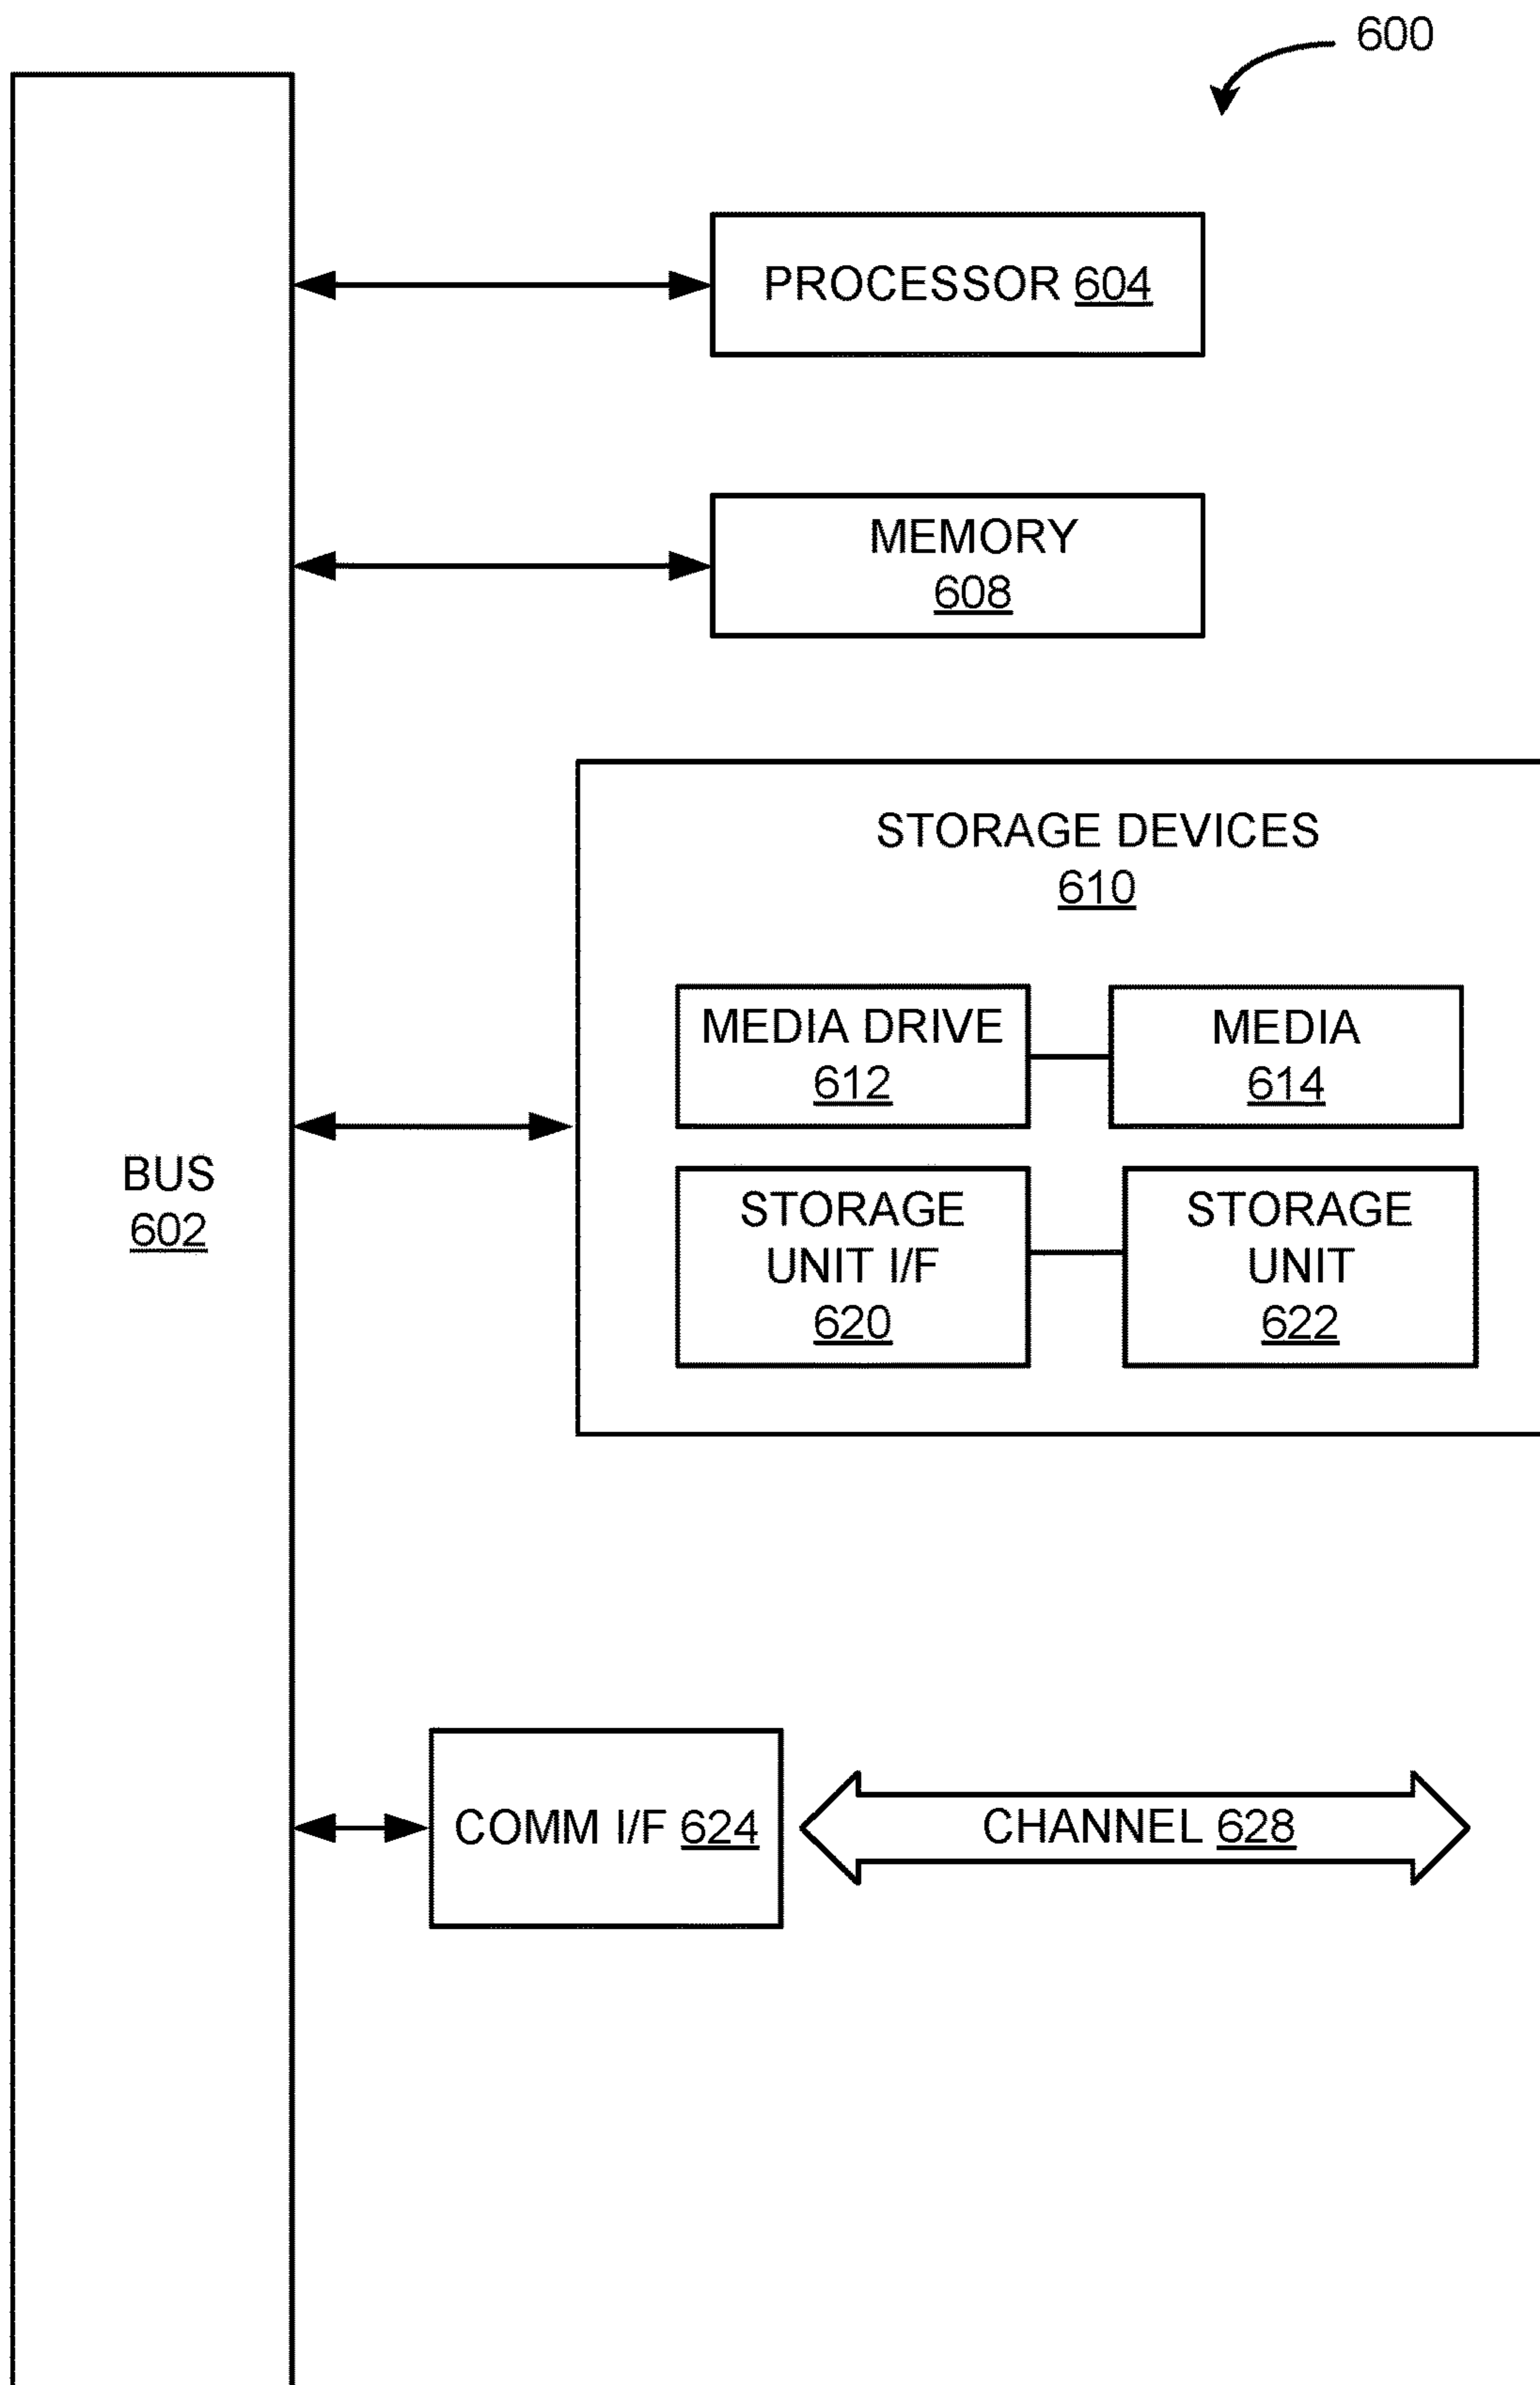 600
PROCESSOR 604
MEMORY
608
STORAGE DEVICES
610
MEDIA DRIVE
612
MEDIA
614
BUS
602
STORAGE
UNIT I/F
620
STORAGE
UNIT
622
COMM I/F 624
CHANNEL 628